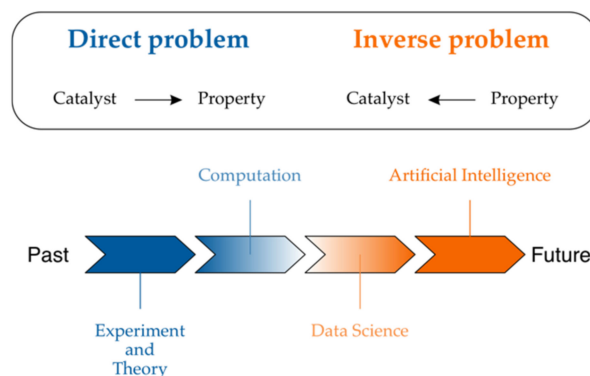 Direct problem
Inverse problem
Catalyst
Property
Catalyst
Property
Computation
Artificial Intelligence
Past
Future
Experiment
and
Theory
Data Science